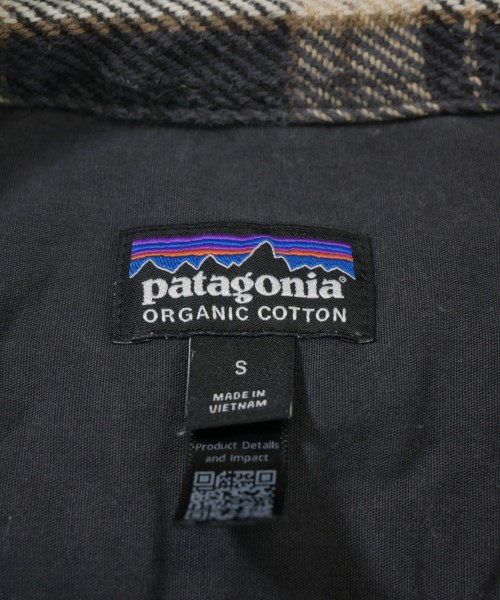 patagonia®
ORGANIC COTTON
S
MADE IN
VIETNAM
Product Details
and Impact